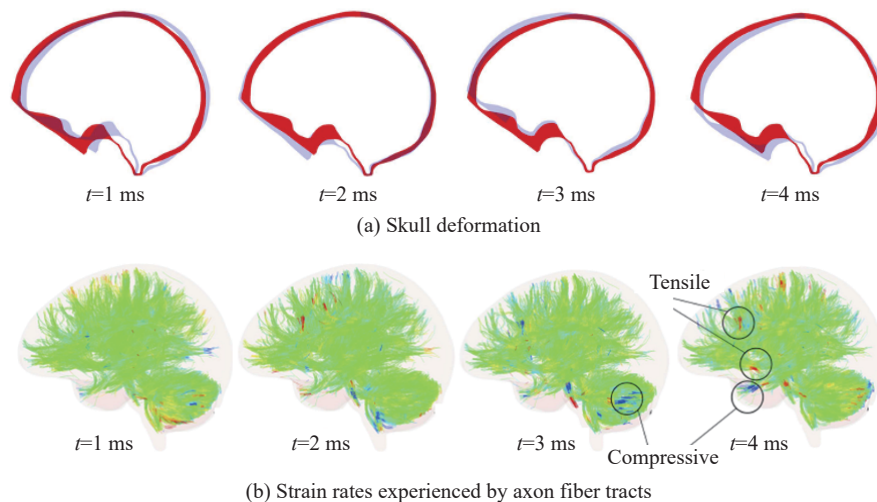 t=1 ms t=2 ms t=3 ms t=4 ms
(a) Skull deformation
Tensile
t=1 ms t=2 ms t=3 ms t=4 ms
Compressive
(b) Strain rates experienced by axon fiber tracts